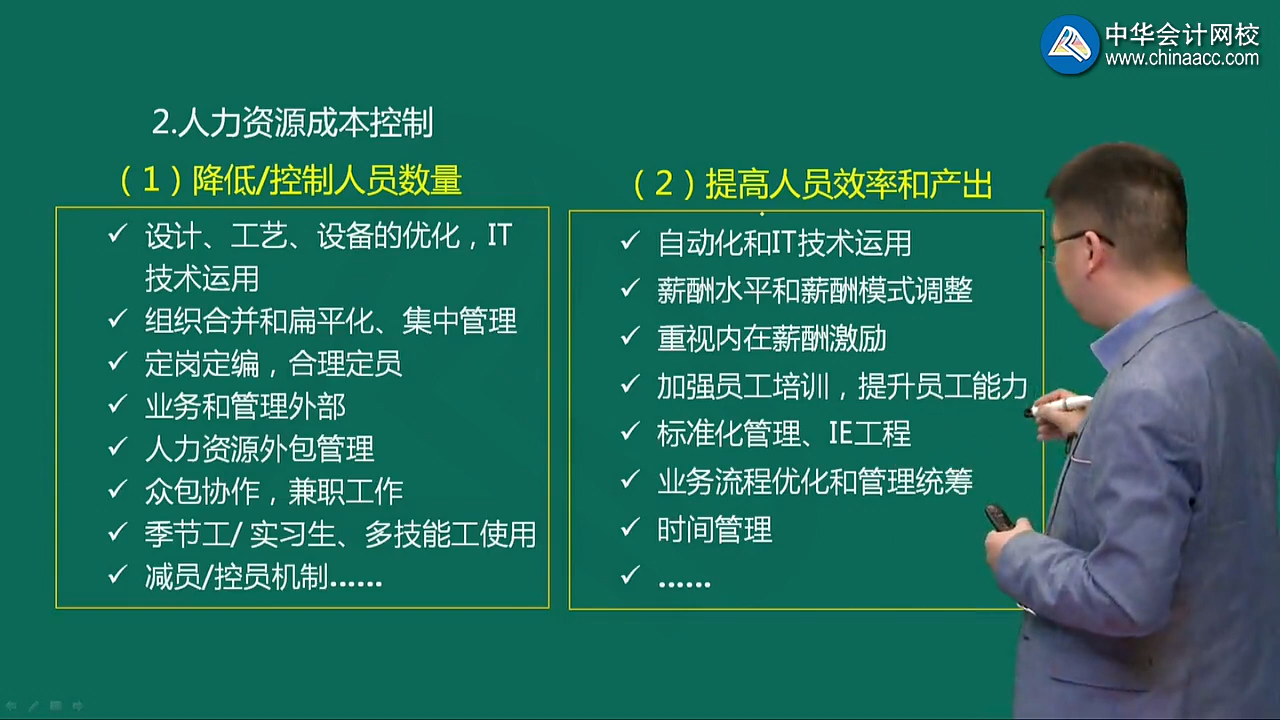 中华会计网校
www.chinaacc.com
2.人力资源成本控制
（1）降低/控制人员数量
✓ 设计、工艺、设备的优化，IT
技术运用
✓ 组织合并和扁平化、集中管理
✓ 定岗定编，合理定员
✓ 业务和管理外部
✓ 人力资源外包管理
✓ 众包协作，兼职工作
✓ 季节工/ 实习生、多技能工使用
✓ 减员/控员机制......
（2）提高人员效率和产出
✓ 自动化和IT技术运用
✓ 薪酬水平和薪酬模式调整
✓ 重视内在薪酬激励
✓ 加强员工培训，提升员工能力
✓ 标准化管理、IE工程
✓ 业务流程优化和管理统筹
✓ 时间管理
✓ ......